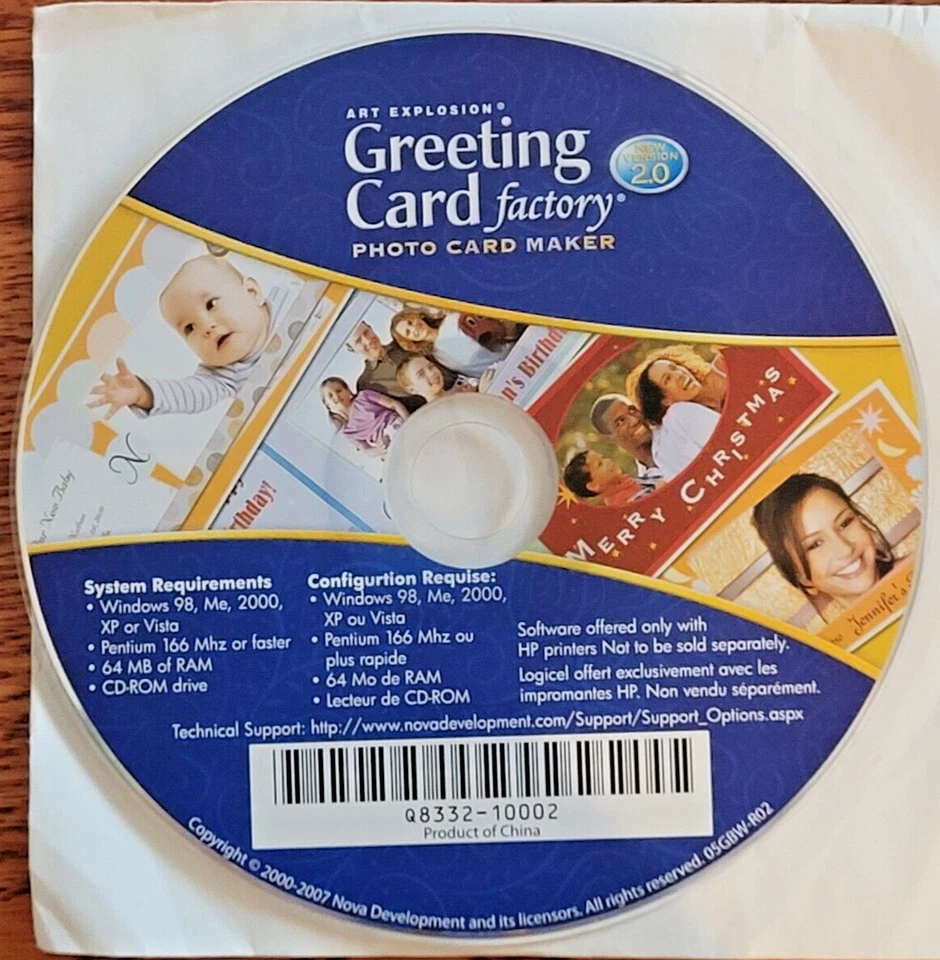 ART EXPLOSION®
Greeting
Card factory®
NEW
VERSION
2.0
PHOTO CARD MAKER
N
New Baby
thday!
n's Birthd
MERRY CHRISTMAS
Jennifer's
System Requirements
• Windows 98, Me, 2000,
XP or Vista
• Pentium 166 Mhz or faster
• 64 MB of RAM
• CD-ROM drive
Configurtion Requise:
• Windows 98, Me, 2000,
XP ou Vista
• Pentium 166 Mhz ou
plus rapide
• 64 Mo de RAM
• Lecteur de CD-ROM
Software offered only with
HP printers Not to be sold separately.
Logicel offert exclusivement avec les
impromantes HP. Non vendu séparément.
Technical Support: http://www.novadevelopment.com/Support/Support_Options.aspx
Q8332-10002
Product of China
Copyright © 2000-2007 Nova Development and its licensors. All rights reserved. 05GBW-R02